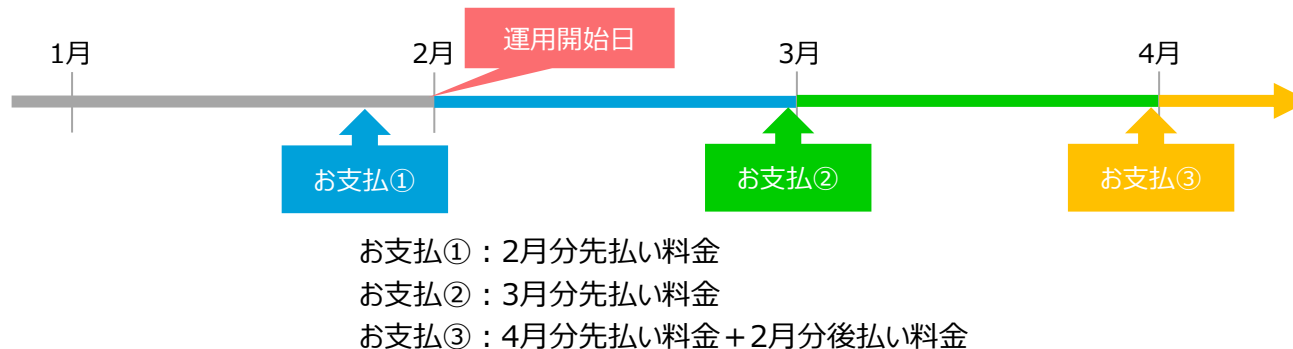 運用開始日
1月
2月
3月
4月
お支払①
お支払②
お支払③
お支払①：2月分先払い料金
お支払②：3月分先払い料金
お支払③：4月分先払い料金＋2月分後払い料金